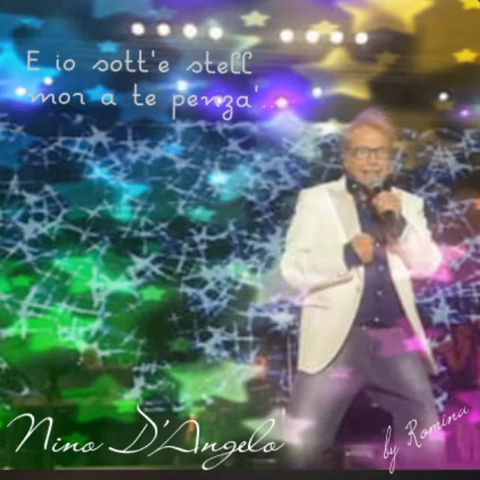 E io sott'e stell
mor a te penza'...
Nino D'Angelo
by Romina